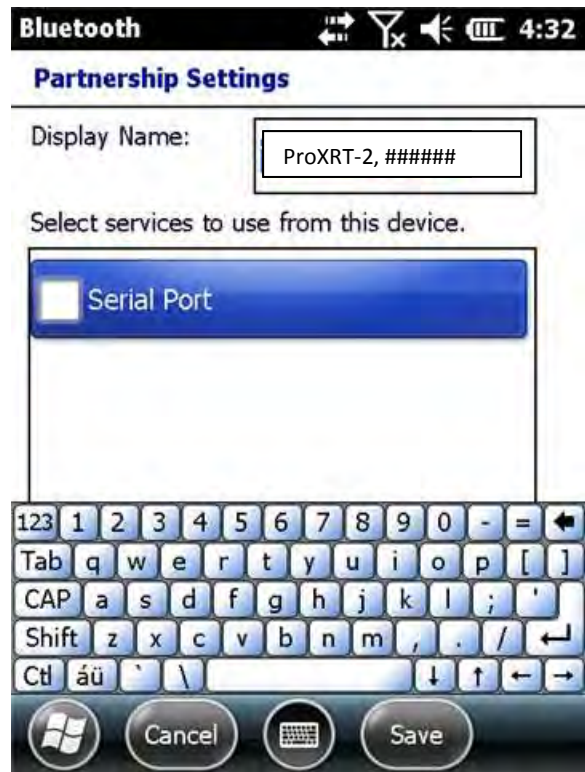 Bluetooth 4:32
Partnership Settings
Display Name: ProXRT-2, ######
Select services to use from this device.
Serial Port
123 1 2 3 4 5 6 7 8 9 0 - =
Tab q w e r t y u i o p [ ]
CAP a s d f g h j k l ; '
Shift z x c v b n m , . /
Ctl áü ` \
Cancel Save